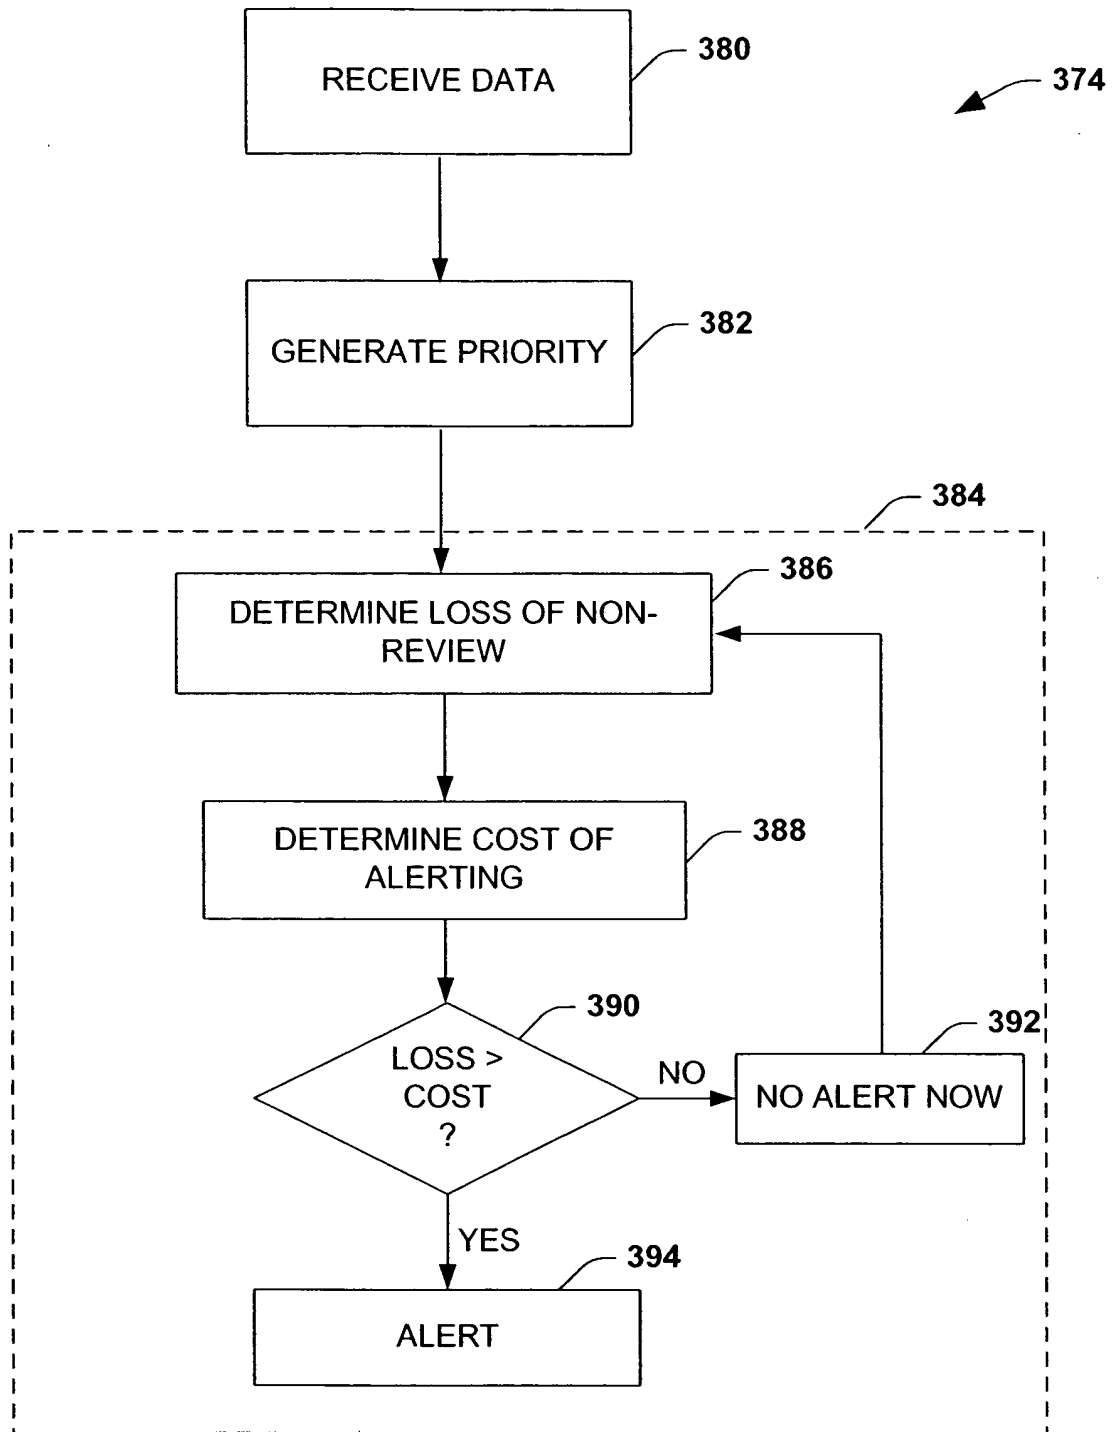 380
RECEIVE DATA
374
382
GENERATE PRIORITY
384
386
DETERMINE LOSS OF NON-
REVIEW
388
DETERMINE COST OF
ALERTING
390
LOSS >
COST
?
NO
392
NO ALERT NOW
YES
394
ALERT